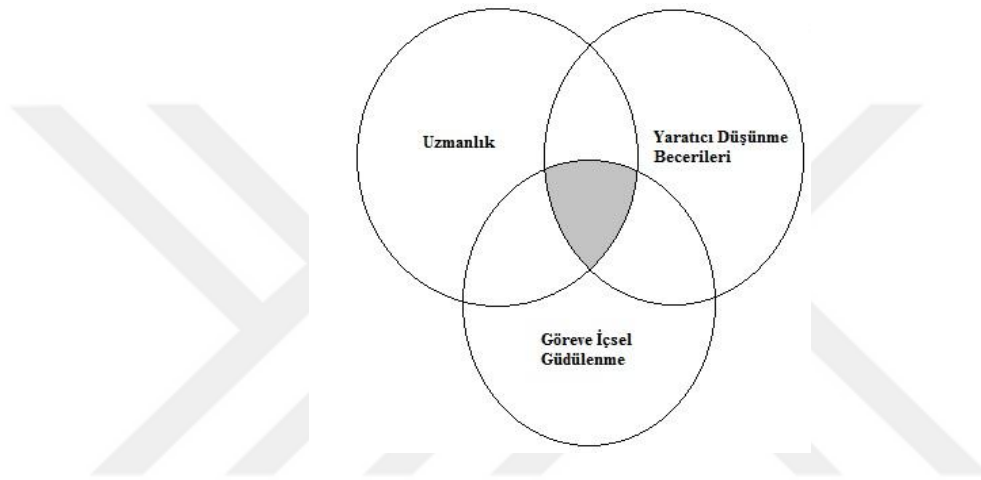 Uzmanlık
Yaratıcı Düşünme
Becerileri
Göreve İçsel
Güdülenme